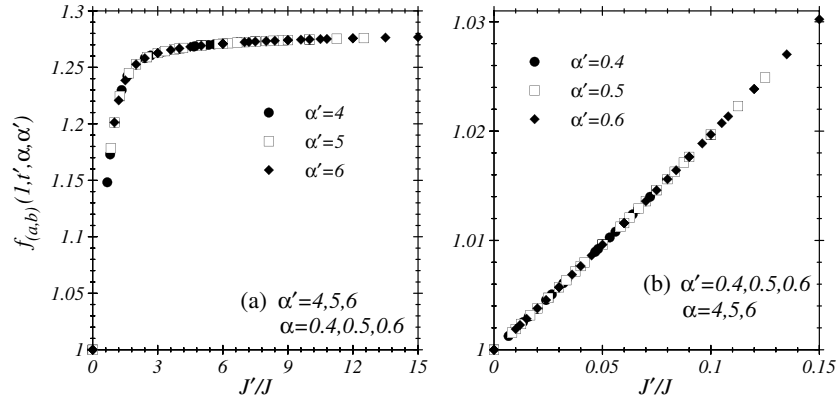 f(a,b)(1,t′,α,α′)
1.3
1.25
1.2
1.15
1.1
1.05
1
α′=4
α′=5
α′=6
(a) α′=4,5,6
α=0.4,0.5,0.6
0 3 6 9 12 15
J′/J
1.03
1.02
1.01
1
α′=0.4
α′=0.5
α′=0.6
(b) α′=0.4,0.5,0.6
α=4,5,6
0 0.05 0.1 0.15
J′/J